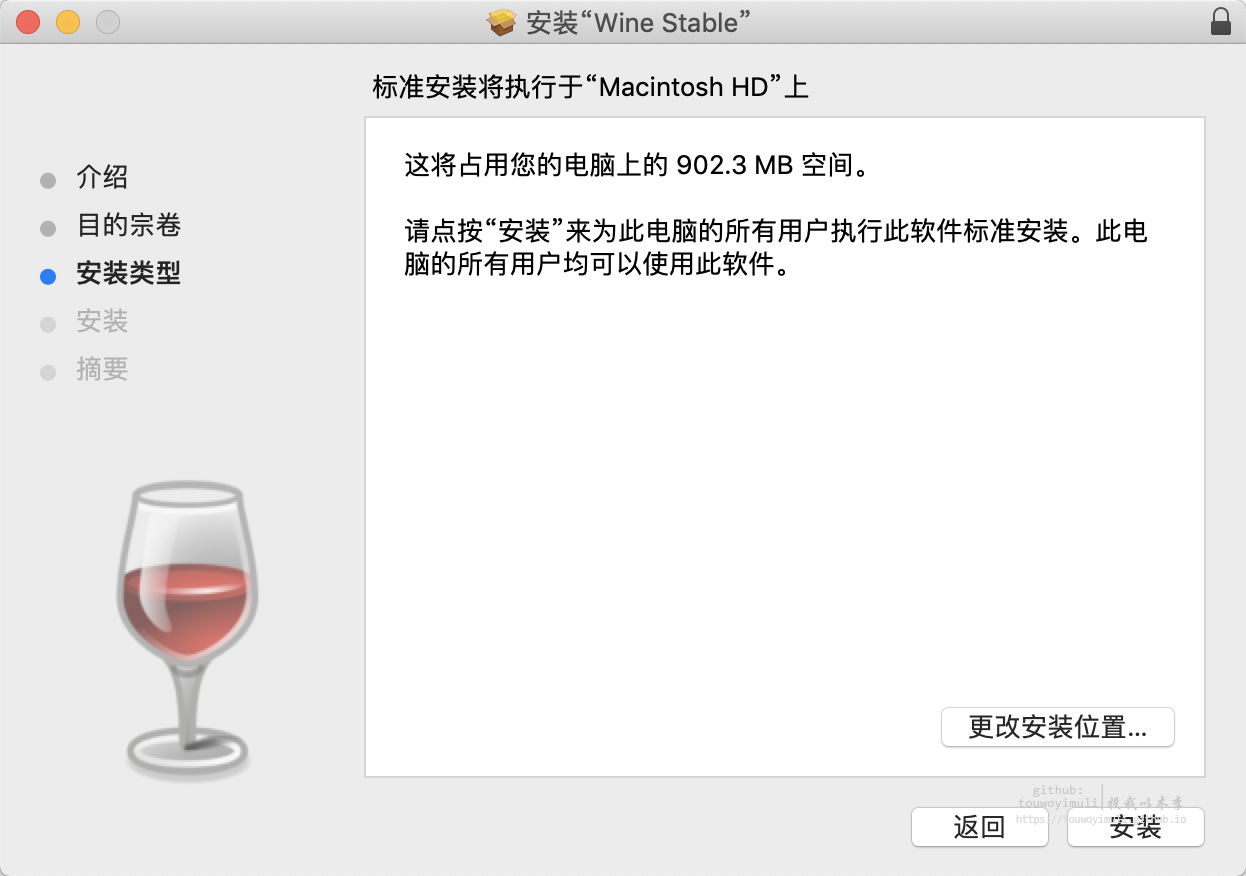 安装“Wine Stable”
标准安装将执行于“Macintosh HD”上
介绍
目的宗卷
安装类型
安装
摘要
这将占用您的电脑上的 902.3 MB 空间。
请点按“安装”来为此电脑的所有用户执行此软件标准安装。此电
脑的所有用户均可以使用此软件。
更改安装位置...
github:
touwoyimuli
投我以木李
https://touwoyimuli.github.io
返回
安装